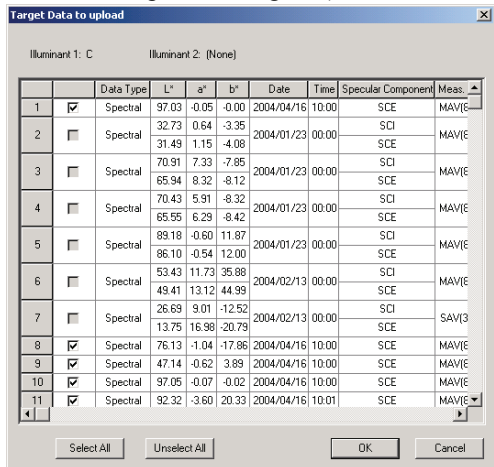 Target Data to upload
Illuminant 1: C Illuminant 2: (None)
Data Type L* a* b* Date Time Specular Component Meas.
1 Spectral 97.03 -0.05 -0.00 2004/04/16 10:00 SCE MAV(8
2 Spectral 32.73 0.64 -3.35 2004/01/23 00:00 SCI MAV(8
31.49 1.15 -4.08 SCE
3 Spectral 70.91 7.33 -7.85 2004/01/23 00:00 SCI MAV(8
65.94 8.32 -8.12 SCE
4 Spectral 70.43 5.91 -8.32 2004/01/23 00:00 SCI MAV(8
65.55 6.29 -8.42 SCE
5 Spectral 89.18 -0.60 11.87 2004/01/23 00:00 SCI MAV(8
86.10 -0.54 12.00 SCE
6 Spectral 53.43 11.73 35.88 2004/02/13 00:00 SCI MAV(8
49.41 13.12 44.99 SCE
7 Spectral 26.69 9.01 -12.52 2004/02/13 00:00 SCI SAV(3
13.75 16.98 -20.79 SCE
8 Spectral 76.13 -1.04 -17.86 2004/04/16 10:00 SCE MAV(8
9 Spectral 47.14 -0.62 3.89 2004/04/16 10:00 SCE MAV(8
10 Spectral 97.05 -0.07 -0.02 2004/04/16 10:00 SCE MAV(8
11 Spectral 92.32 -3.60 20.33 2004/04/16 10:01 SCE MAV(8
Select All Unselect All OK Cancel